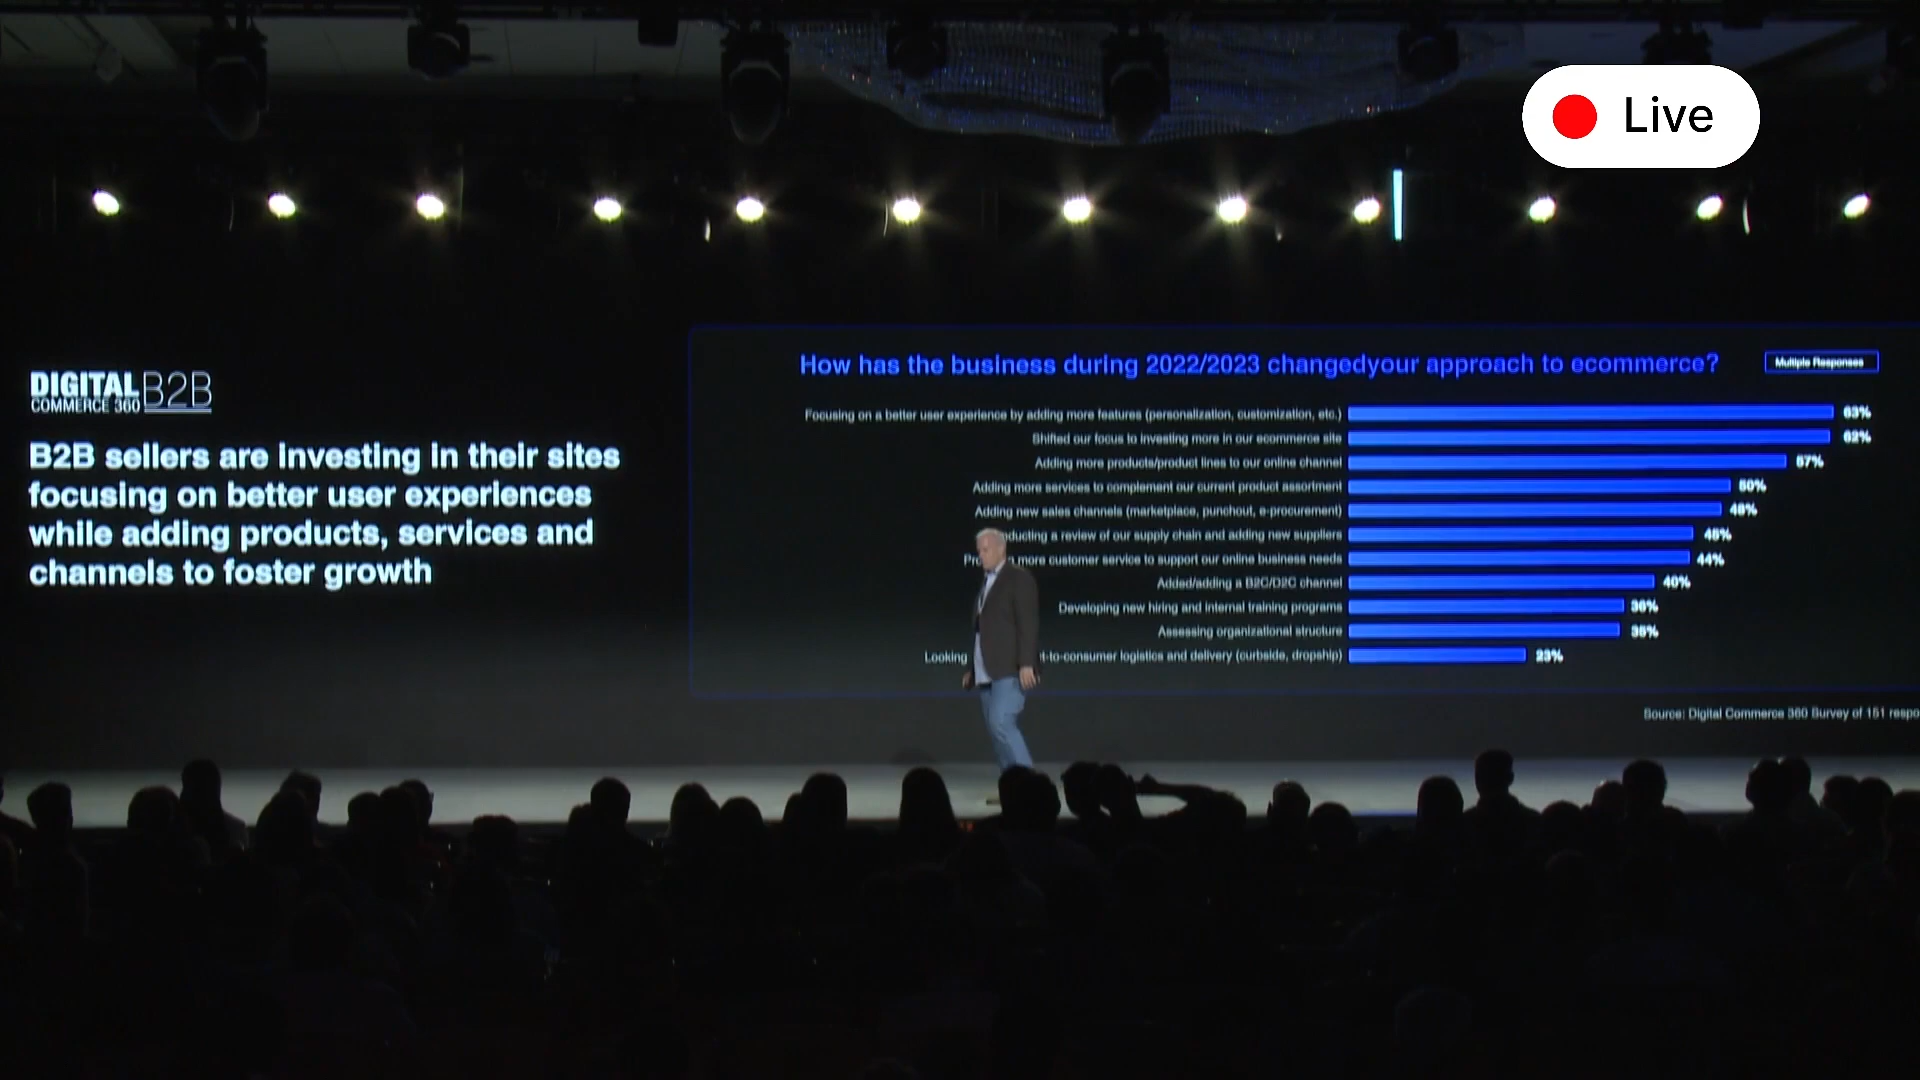 Live
DIGITAL B2B
COMMERCE 360
B2B sellers are investing in their sites
focusing on better user experiences
while adding products, services and
channels to foster growth
How has the business during 2022/2023 changedyour approach to ecommerce?
Multiple Responses
Focusing on a better user experience by adding more features (personalization, customization, etc.) 63%
Shifted our focus to investing more in our ecommerce site 62%
Adding more products/product lines to our online channel 57%
Adding more services to complement our current product assortment 50%
Adding new sales channels (marketplace, punchout, e-procurement)
a review of our supply chain and adding new suppliers 45%
more customer service to support our online business needs 44%
Added/adding a B2C/D2C channel 40%
Developing new hiring and internal training programs 36%
Assessing organizational structure 35%
Looking t-to-consumer logistics and delivery (curbside, dropship) 23%
Source: Digital Commerce 360 Survey of 151 respo